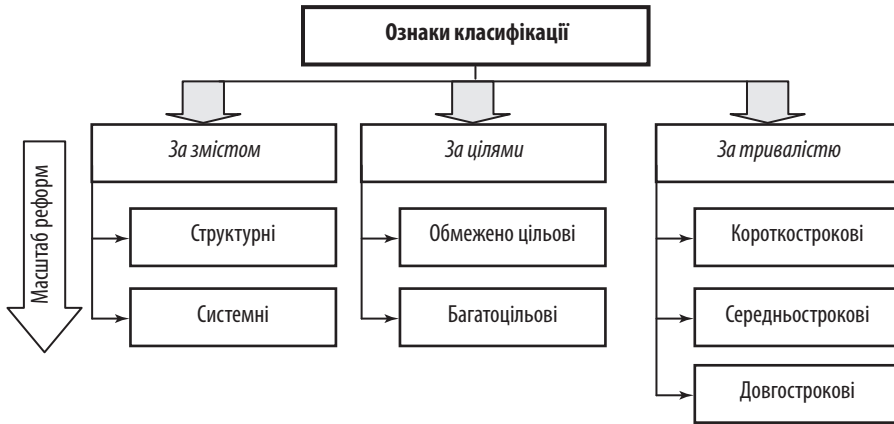 Ознаки класифікації
За змістом
За цілями
За тривалістю
Масштаб реформ
Структурні
Обмежено цільові
Короткострокові
Системні
Багатоцільові
Середньострокові
Довгострокові